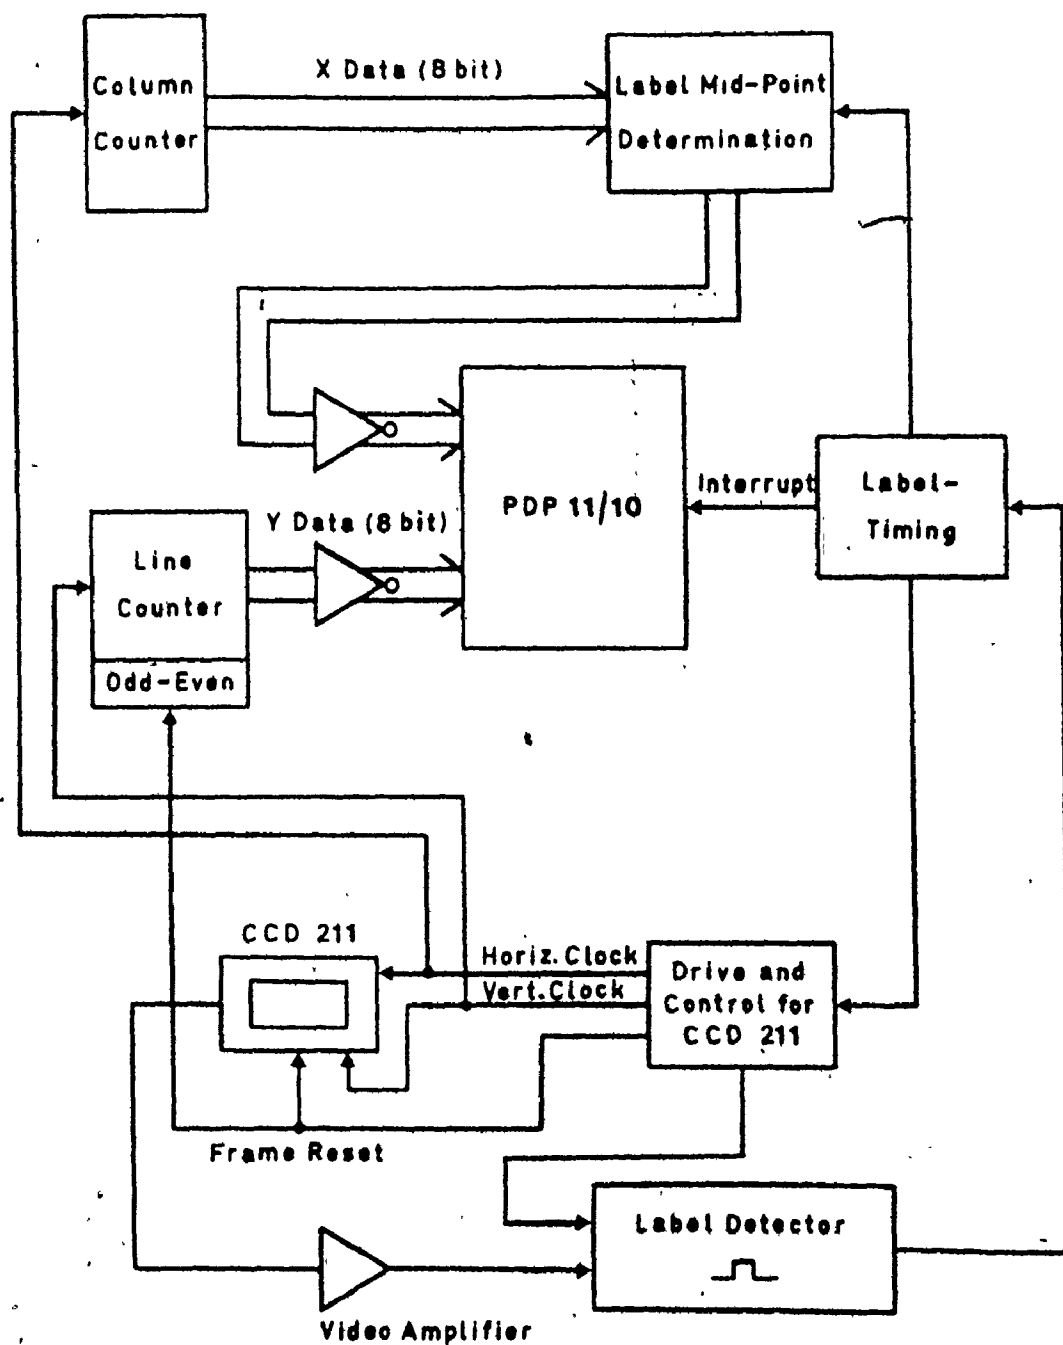 Column
Counter
X Data (8 bit)
Label Mid-Point
Determination
PDP 11/10
Interrupt
Label-
Timing
Y Data (8 bit)
Line
Counter
Odd-Even
CCD 211
Horiz. Clock
Vert. Clock
Drive and
Control for
CCD 211
Frame Reset
Label Detector
Video Amplifier